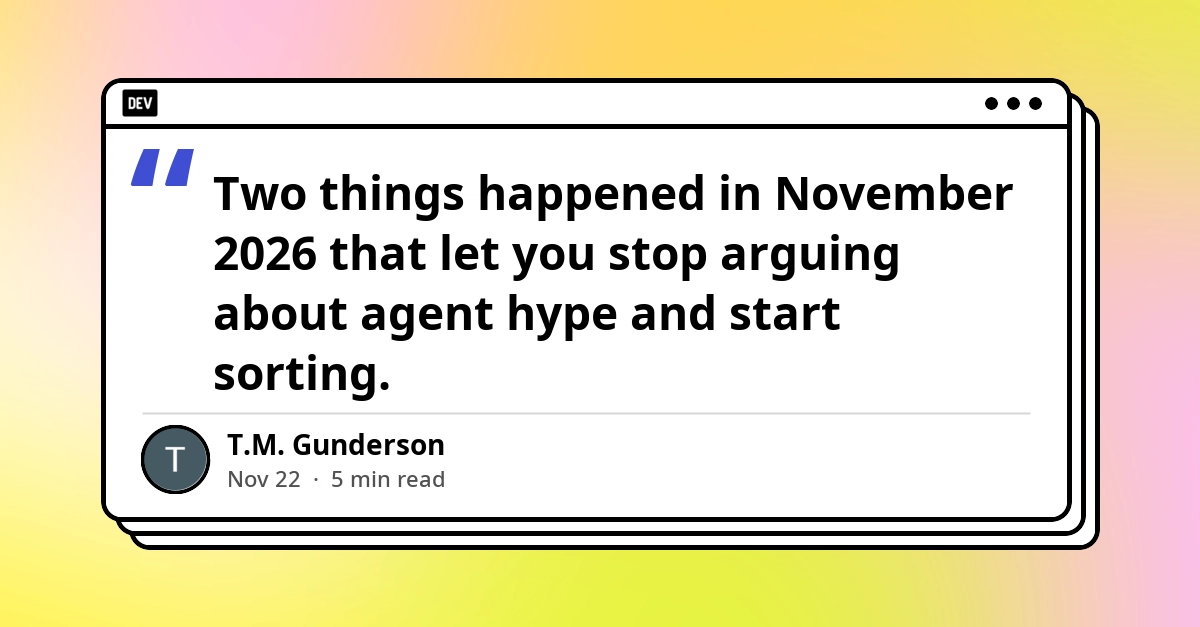 DEV
“
Two things happened in November
2026 that let you stop arguing
about agent hype and start
sorting.
T
T.M. Gunderson
Nov 22 · 5 min read